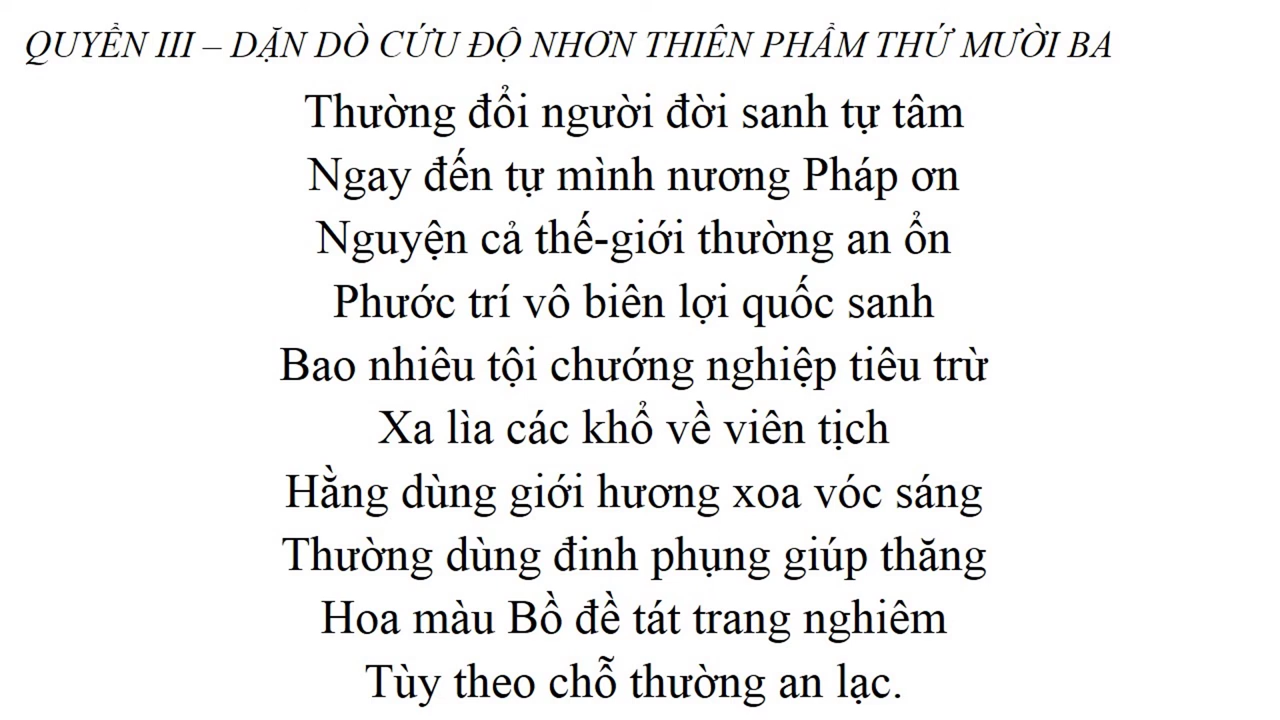 QUYỂN III – DẶN DÒ CỨU ĐỘ NHƠN THIÊN PHẨM THỨ MƯỜI BA
Thường đổi người đời sanh tự tâm
Ngay đến tự mình nương Pháp ơn
Nguyện cả thế-giới thường an ổn
Phước trí vô biên lợi quốc sanh
Bao nhiêu tội chướng nghiệp tiêu trừ
Xa lìa các khổ về viên tịch
Hằng dùng giới hương xoa vóc sáng
Thường dùng đinh phụng giúp thăng
Hoa màu Bồ đề tát trang nghiêm
Tùy theo chỗ thường an lạc.